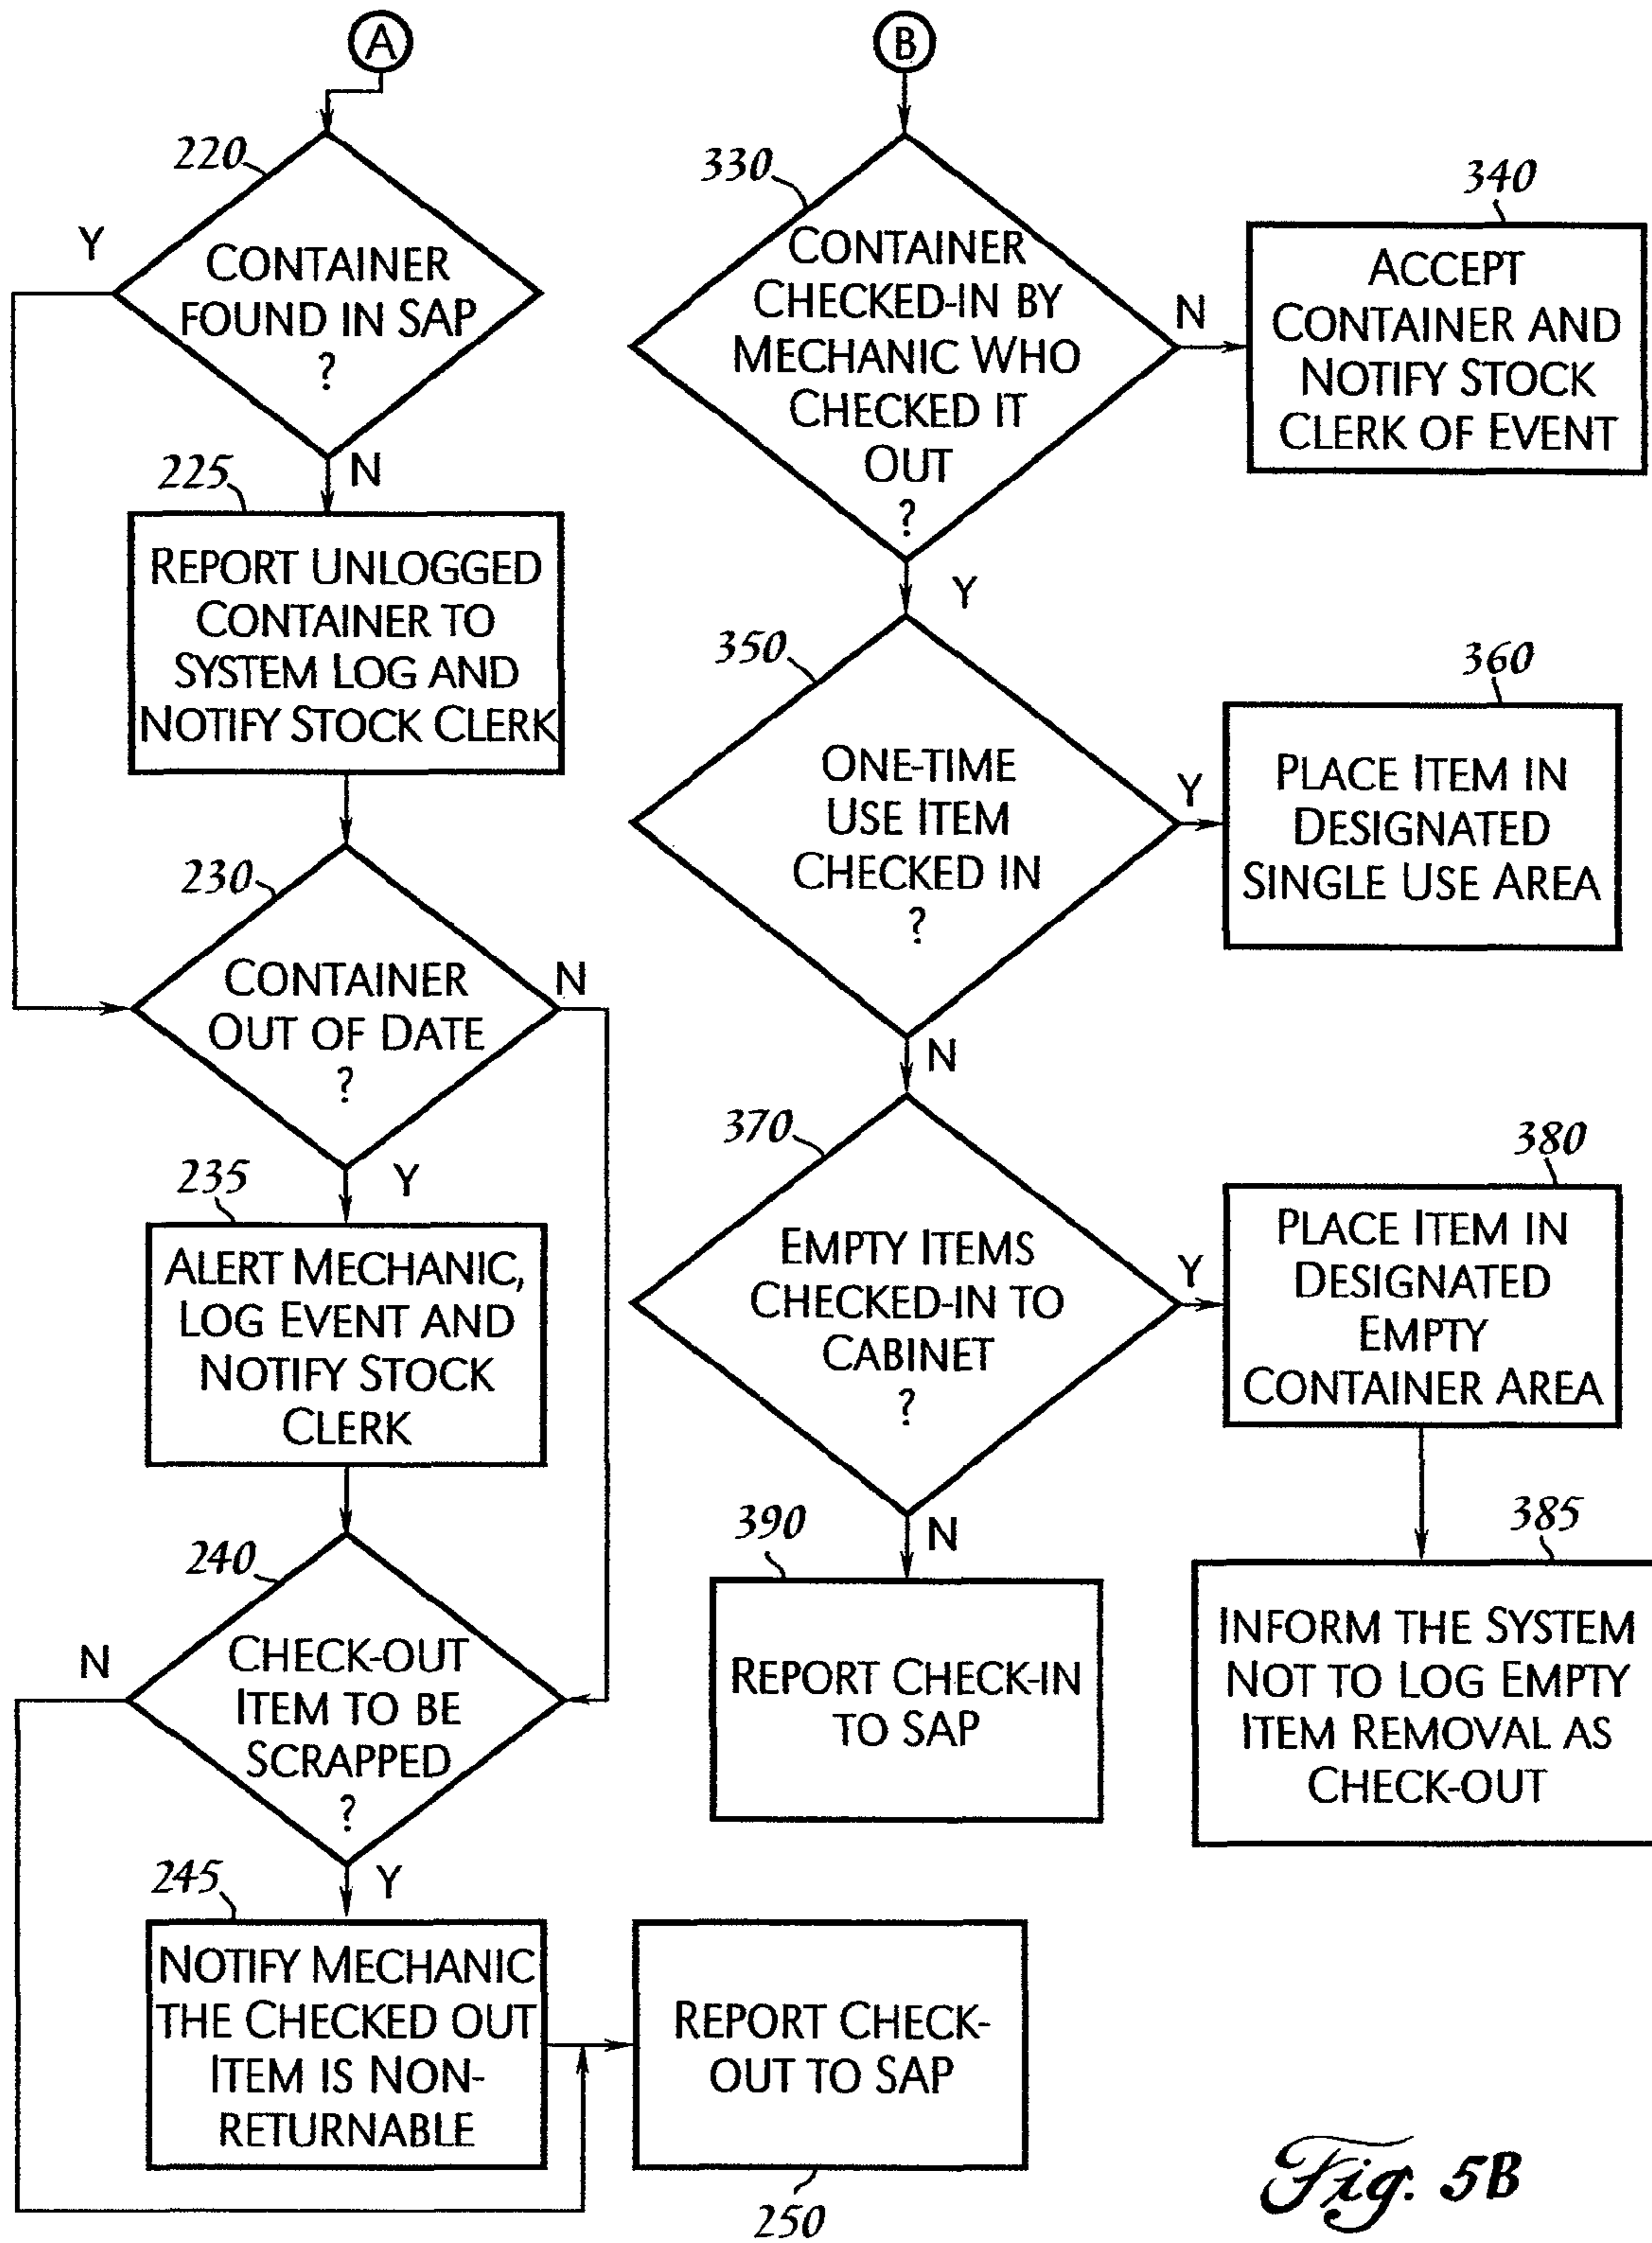 A
220
Y
CONTAINER
FOUND IN SAP
?
N
225
REPORT UNLOGGED
CONTAINER TO
SYSTEM LOG AND
NOTIFY STOCK CLERK
230
CONTAINER
OUT OF DATE
?
N
Y
235
ALERT MECHANIC,
LOG EVENT AND
NOTIFY STOCK
CLERK
240
N
CHECK-OUT
ITEM TO BE
SCRAPPED
?
Y
245
NOTIFY MECHANIC
THE CHECKED OUT
ITEM IS NON-
RETURNABLE
REPORT CHECK-
OUT TO SAP
250
B
330
CONTAINER
CHECKED-IN BY
MECHANIC WHO
CHECKED IT
OUT
?
N
340
ACCEPT
CONTAINER AND
NOTIFY STOCK
CLERK OF EVENT
Y
350
ONE-TIME
USE ITEM
CHECKED IN
?
Y
360
PLACE ITEM IN
DESIGNATED
SINGLE USE AREA
N
370
EMPTY ITEMS
CHECKED-IN TO
CABINET
?
Y
380
PLACE ITEM IN
DESIGNATED
EMPTY
CONTAINER AREA
385
INFORM THE SYSTEM
NOT TO LOG EMPTY
ITEM REMOVAL AS
CHECK-OUT
N
390
REPORT CHECK-IN
TO SAP
Fig. 5B